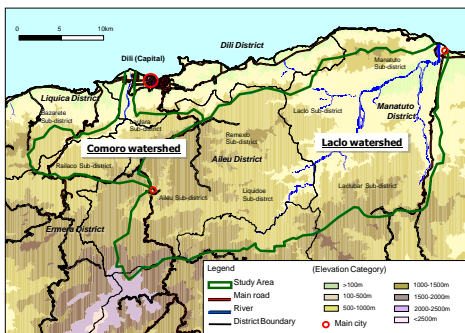 0 10km
Dili (Capital)
Dili District
Manatuto
Sub-district
Liquica District
Bazarete
Sub-district
Sub-district
Laclo Sub-district
Manatuto
District
Comoro watershed
Remexio
Sub-district
Laclo watershed
Railaco Sub-district
Aileu District
Aileu Sub-district
Liquidoe
Sub-district
Laclubar Sub-district
Ermera District
Legend
(Elevation Category)
Study Area
Main road
River
District Boundary
>100m
100-500m
500-1000m
1000-1500m
1500-2000m
2000-2500m
<2500m
Main city